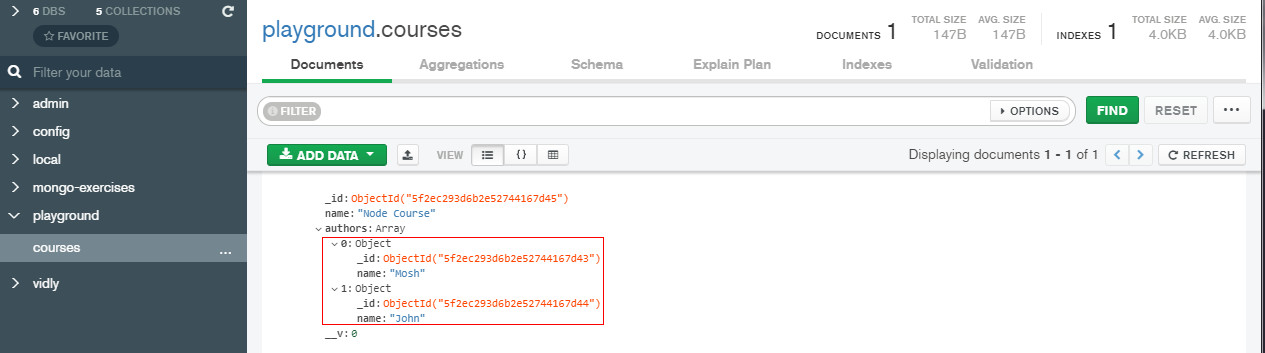 6 DBS 5 COLLECTIONS
FAVORITE
Filter your data
admin
config
local
mongo-exercises
playground
courses ...
vidly
playground.courses
DOCUMENTS 1 TOTAL SIZE 147B AVG. SIZE 147B INDEXES 1 TOTAL SIZE 4.0KB AVG. SIZE 4.0KB
Documents Aggregations Schema Explain Plan Indexes Validation
FILTER OPTIONS FIND RESET ...
ADD DATA VIEW {} Displaying documents 1 - 1 of 1 < > REFRESH
_id: ObjectId("5f2ec293d6b2e52744167d45")
name: "Node Course"
authors: Array
0: Object
_id: ObjectId("5f2ec293d6b2e52744167d43")
name: "Mosh"
1: Object
_id: ObjectId("5f2ec293d6b2e52744167d44")
name: "John"
__v: 0